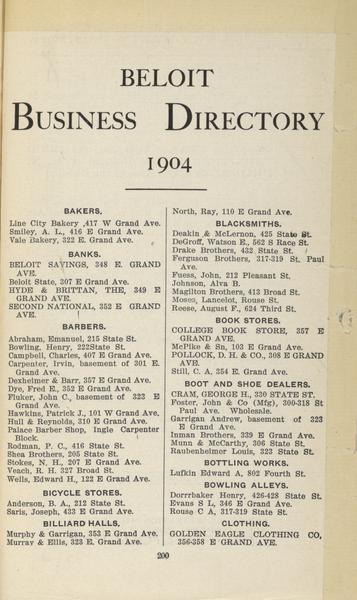 BELOIT
BUSINESS DIRECTORY
1904
BAKERS.
Line City Bakery 417 W Grand Ave.
Smiley, A. L., 416 E Grand Ave.
Vale Bakery, 322 E. Grand Ave.
BANKS.
BELOIT SAVINGS, 348 E. GRAND
AVE.
Beloit State, 307 E Grand Ave.
HYDE & BRITTAN, THE, 349 E
GRAND AVE.
SECOND NATIONAL, 352 E GRAND
AVE.
BARBERS.
Abraham, Emanuel, 215 State St.
Bowling, Henry, 222State St.
Campbell, Charles, 407 E Grand Ave.
Carpenter, Irvin, basement of 301 E.
Grand Ave.
Dexheimer & Barr, 357 E Grand Ave.
Dye, Fred E., 352 E Grand Ave.
Fluker, John C., basement of 323 E
Grand Ave.
Hawkins, Patrick J., 101 W Grand Ave.
Hull & Reynolds, 310 E Grand Ave.
Palace Barber Shop, Ingle Carpenter
Block.
Rodman, P. C., 416 State St.
Shea Brothers, 205 State St.
Stokes, N. H., 207 E Grand Ave.
Veach, R. H. 327 Broad St.
Wells, Edward H., 122 E Grand Ave.
BICYCLE STORES.
Anderson, B. A., 212 State St.
Saris, Joseph, 433 E Grand Ave.
BILLIARD HALLS,
Murphy & Garrigan, 353 E Grand Ave.
Murray & Ellis, 323 E. Grand Ave.
North, Ray, 110 E Grand Ave.
BLACKSMITHS.
Deakin & McLernon, 425 State St.
DeGroff, Watson E., 562 S Race St.
Drake Brothers, 432 State St.
Ferguson Brothers, 317-319 St. Paul
Ave.
Fuess, John, 212 Pleasant St.
Johnson, Alva B.
Magilton Brothers, 413 Broad St.
Moses, Lancelot, Rouse St.
Reese, August F., 624 Third St.
BOOK STORES.
COLLEGE BOOK STORE, 357 E
GRAND AVE.
McPike & Sn, 103 E Grand Ave.
POLLOCK, D. H. & CO., 308 E GRAND
AVE.
Still, C. A, 354 E. Grand Ave.
BOOT AND SHOE DEALERS.
CRAM, GEORGE H., 330 STATE ST.
Foster, John & Co (Mfg), 300-318 St
Paul Ave. Wholesale.
Garrigan Andrew, basement of 323
E Grand Ave.
Inman Brothers, 339 E Grand Ave.
Munn & McCarthy, 306 State St.
Raubenheimer Louis, 323 State St.
BOTTLING WORKS.
Lufkin Edward A, 802 Fourth St.
BOWLING ALLEYS.
Dorrrbaker Henry, 426-428 State St.
Evans S L, 346 E Grand Ave.
Rouse C A, 317-319 State St.
CLOTHING.
GOLDEN EAGLE CLOTHING CO,
356-358 E GRAND AVE.
200